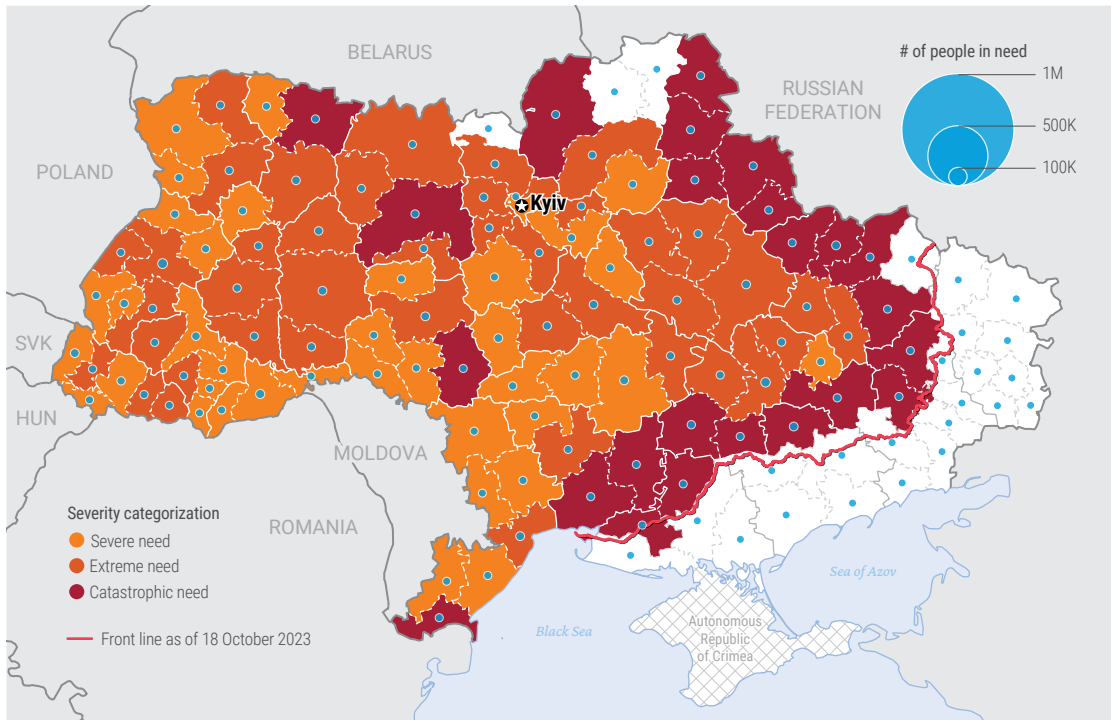 # of people in need
1M
500K
100K
BELARUS
RUSSIAN
FEDERATION
POLAND
Kyiv
SVK
HUN
MOLDOVA
ROMANIA
Severity categorization
Severe need
Extreme need
Catastrophic need
Front line as of 18 October 2023
Sea of Azov
Black Sea
Autonomous
Republic
of Crimea